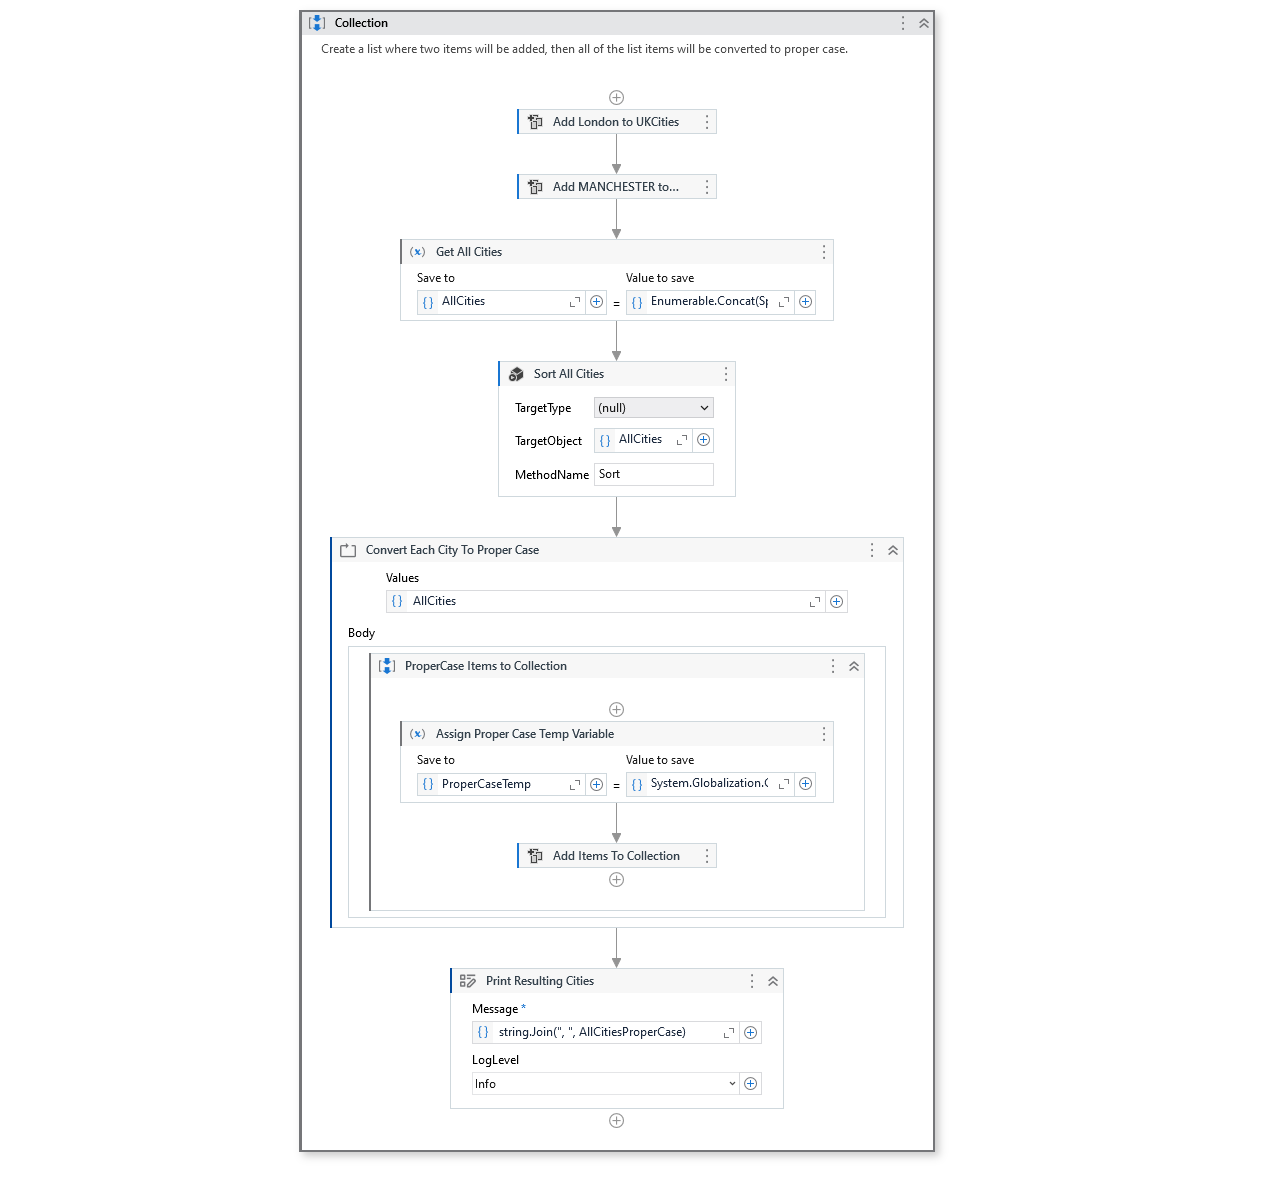 Collection
Create a list where two items will be added, then all of the list items will be converted to proper case.
Add London to UKCities
Add MANCHESTER to...
Get All Cities
Save to
Value to save
AllCities
=
Enumerable.Concat(Sp
Sort All Cities
TargetType
(null)
TargetObject
AllCities
MethodName
Sort
Convert Each City To Proper Case
Values
AllCities
Body
ProperCase Items to Collection
Assign Proper Case Temp Variable
Save to
Value to save
ProperCaseTemp
=
System.Globalization.C
Add Items To Collection
Print Resulting Cities
Message *
string.Join(", ", AllCitiesProperCase)
LogLevel
Info